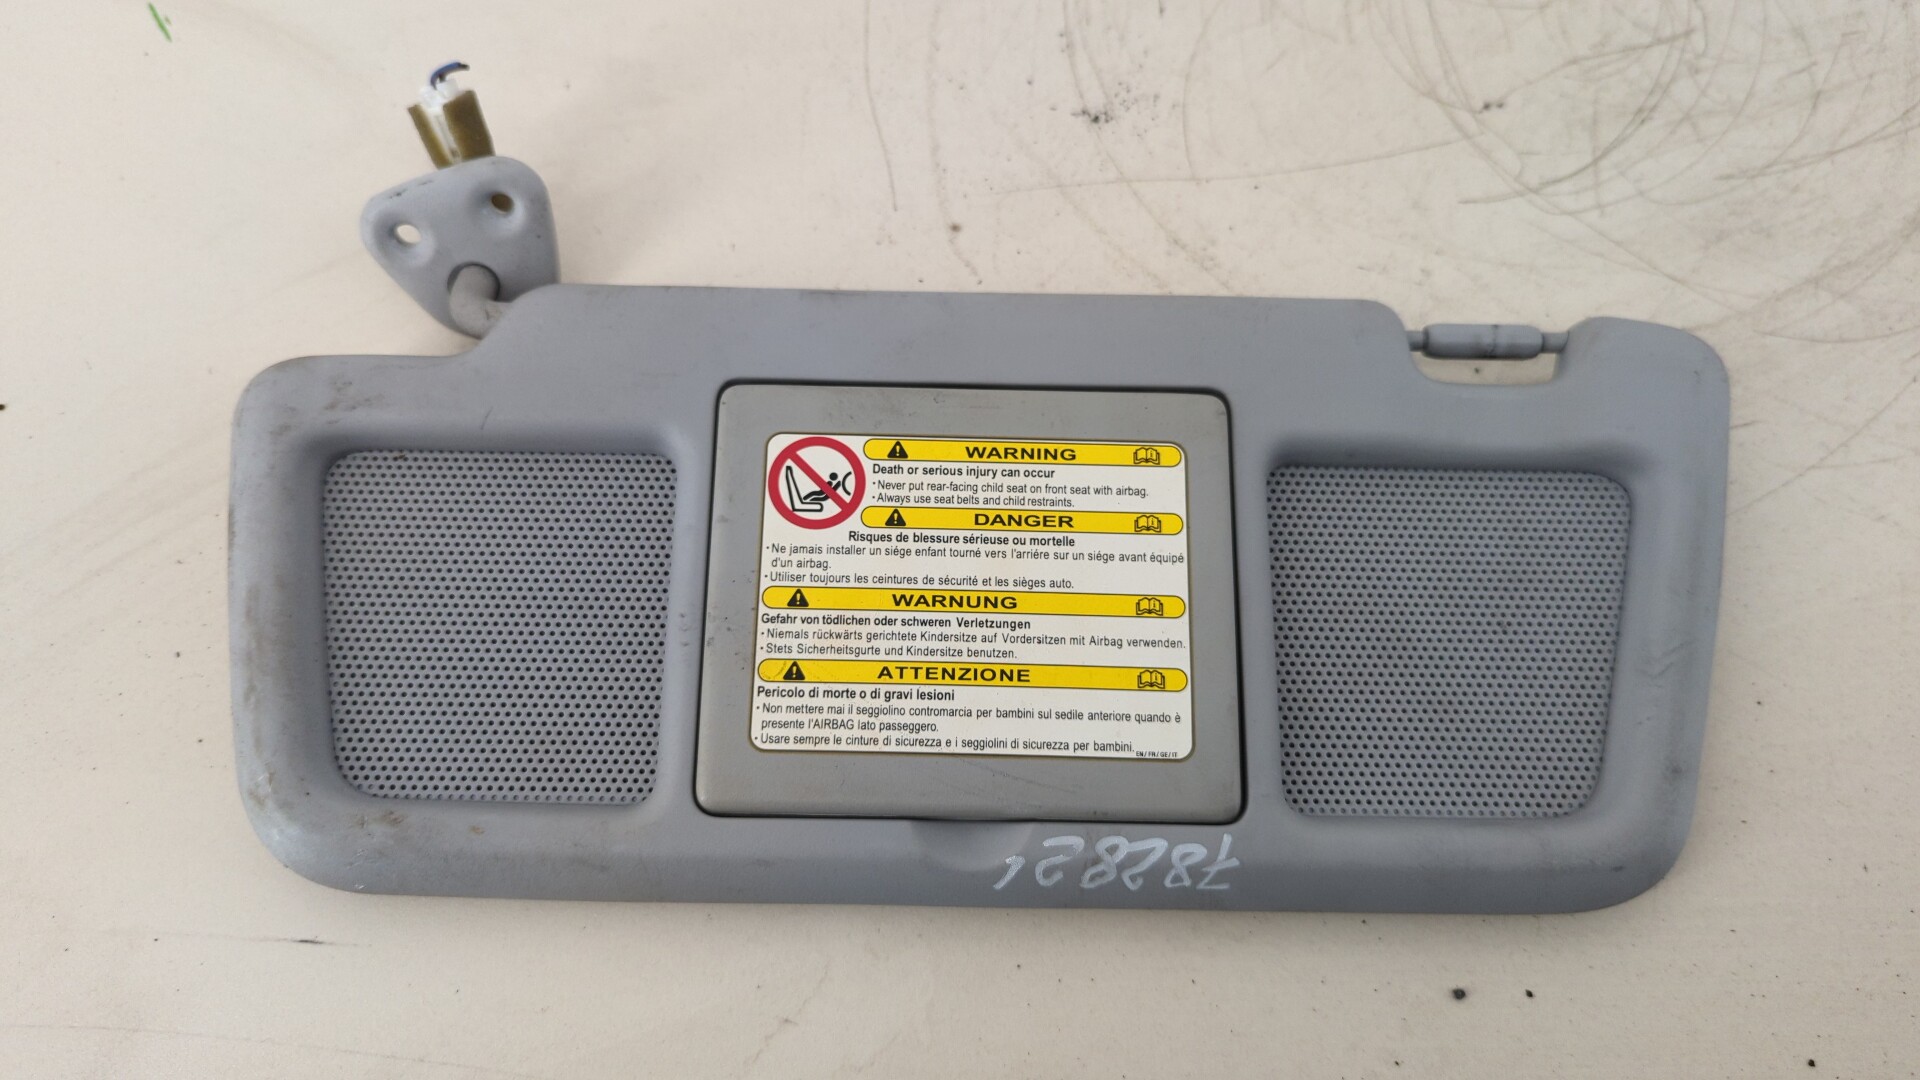 WARNING
Death or serious injury can occur
・Never put rear-facing child seat on front seat with airbag.
・Always use seat belts and child restraints.
DANGER
Risques de blessure sérieuse ou mortelle
・Ne jamais installer un siége enfant tourné vers l'arriére sur un siége avant équipé
d'un airbag.
・Utiliser toujours les ceintures de sécurité et les sièges auto.
WARNUNG
Gefahr von tödlichen oder schweren Verletzungen
・Niemals rückwärts gerichtete Kindersitze auf Vordersitzen mit Airbag verwenden.
・Stets Sicherheitsgurte und Kindersitze benutzen.
ATTENZIONE
Pericolo di morte o di gravi lesioni
・Non mettere mai il seggiolino contromarcia per bambini sul sedile anteriore quando è
presente l'AIRBAG lato passeggero.
・Usare sempre le cinture di sicurezza e i seggiolini di sicurezza per bambini.
EN/FR/GE/IT
782821